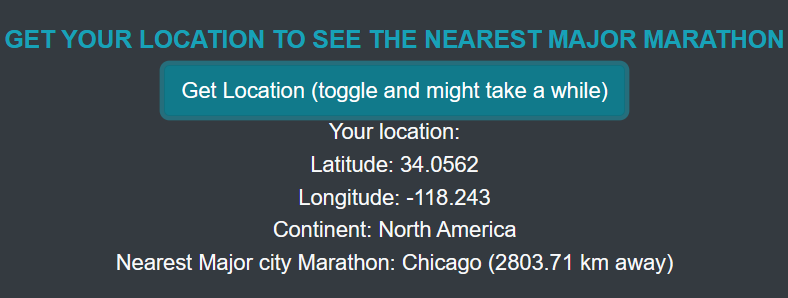 GET YOUR LOCATION TO SEE THE NEAREST MAJOR MARATHON
Get Location (toggle and might take a while)
Your location:
Latitude: 34.0562
Longitude: -118.243
Continent: North America
Nearest Major city Marathon: Chicago (2803.71 km away)